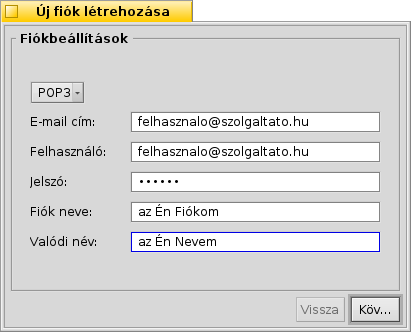 Új fiók létrehozása
Fiókbeállítások
POP3
E-mail cím: felhasznalo@szolgaltato.hu
Felhasználó: felhasznalo@szolgaltato.hu
Jelszó: ••••••
Fiók neve: az Én Fiókom
Valódi név: az Én Nevem
Vissza Köv...